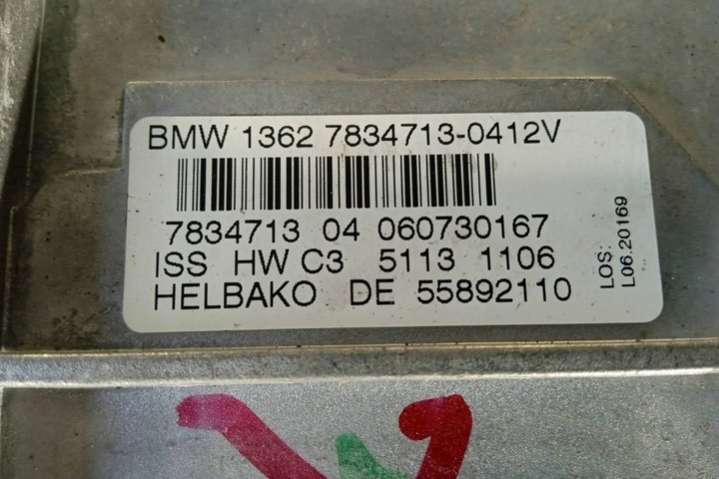 BMW 1362 7834713-0412V
7834713 04 060730167
ISS HW C3 5113 1106
HELBAKO DE 55892110
LOS:
L06.20169